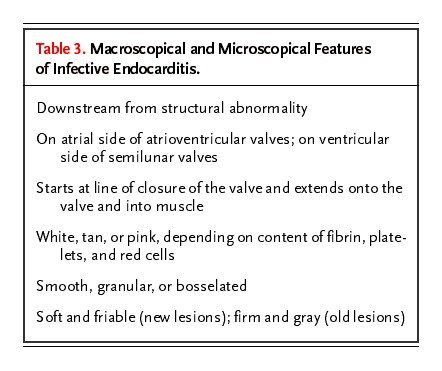 Table 3. Macroscopical and Microscopical Features
of Infective Endocarditis.
Downstream from structural abnormality
On atrial side of atrioventricular valves; on ventricular
side of semilunar valves
Starts at line of closure of the valve and extends onto the
valve and into muscle
White, tan, or pink, depending on content of fibrin, plate-
lets, and red cells
Smooth, granular, or bosselated
Soft and friable (new lesions); firm and gray (old lesions)